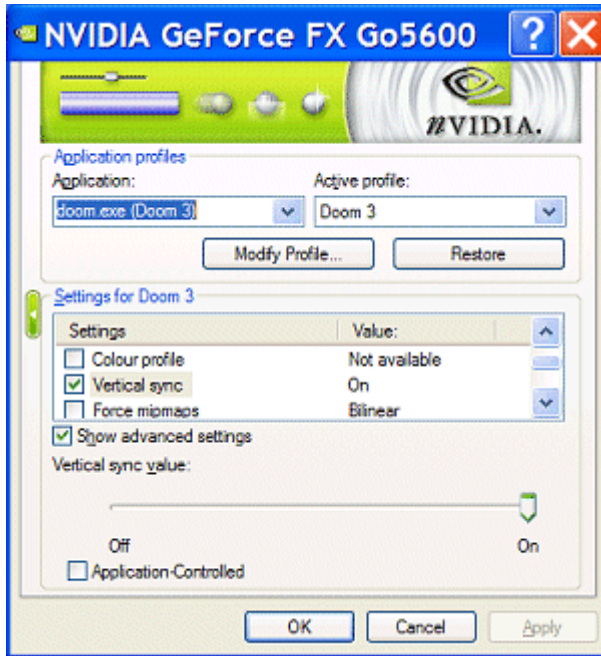 NVIDIA GeForce FX Go5600
nVIDIA.
Application profiles
Application: Active profile:
doom.exe (Doom 3) Doom 3
Modify Profile... Restore
Settings for Doom 3
Settings Value:
Colour profile Not available
Vertical sync On
Force mipmaps Bilinear
Show advanced settings
Vertical sync value:
Off On
Application-Controlled
OK Cancel Apply